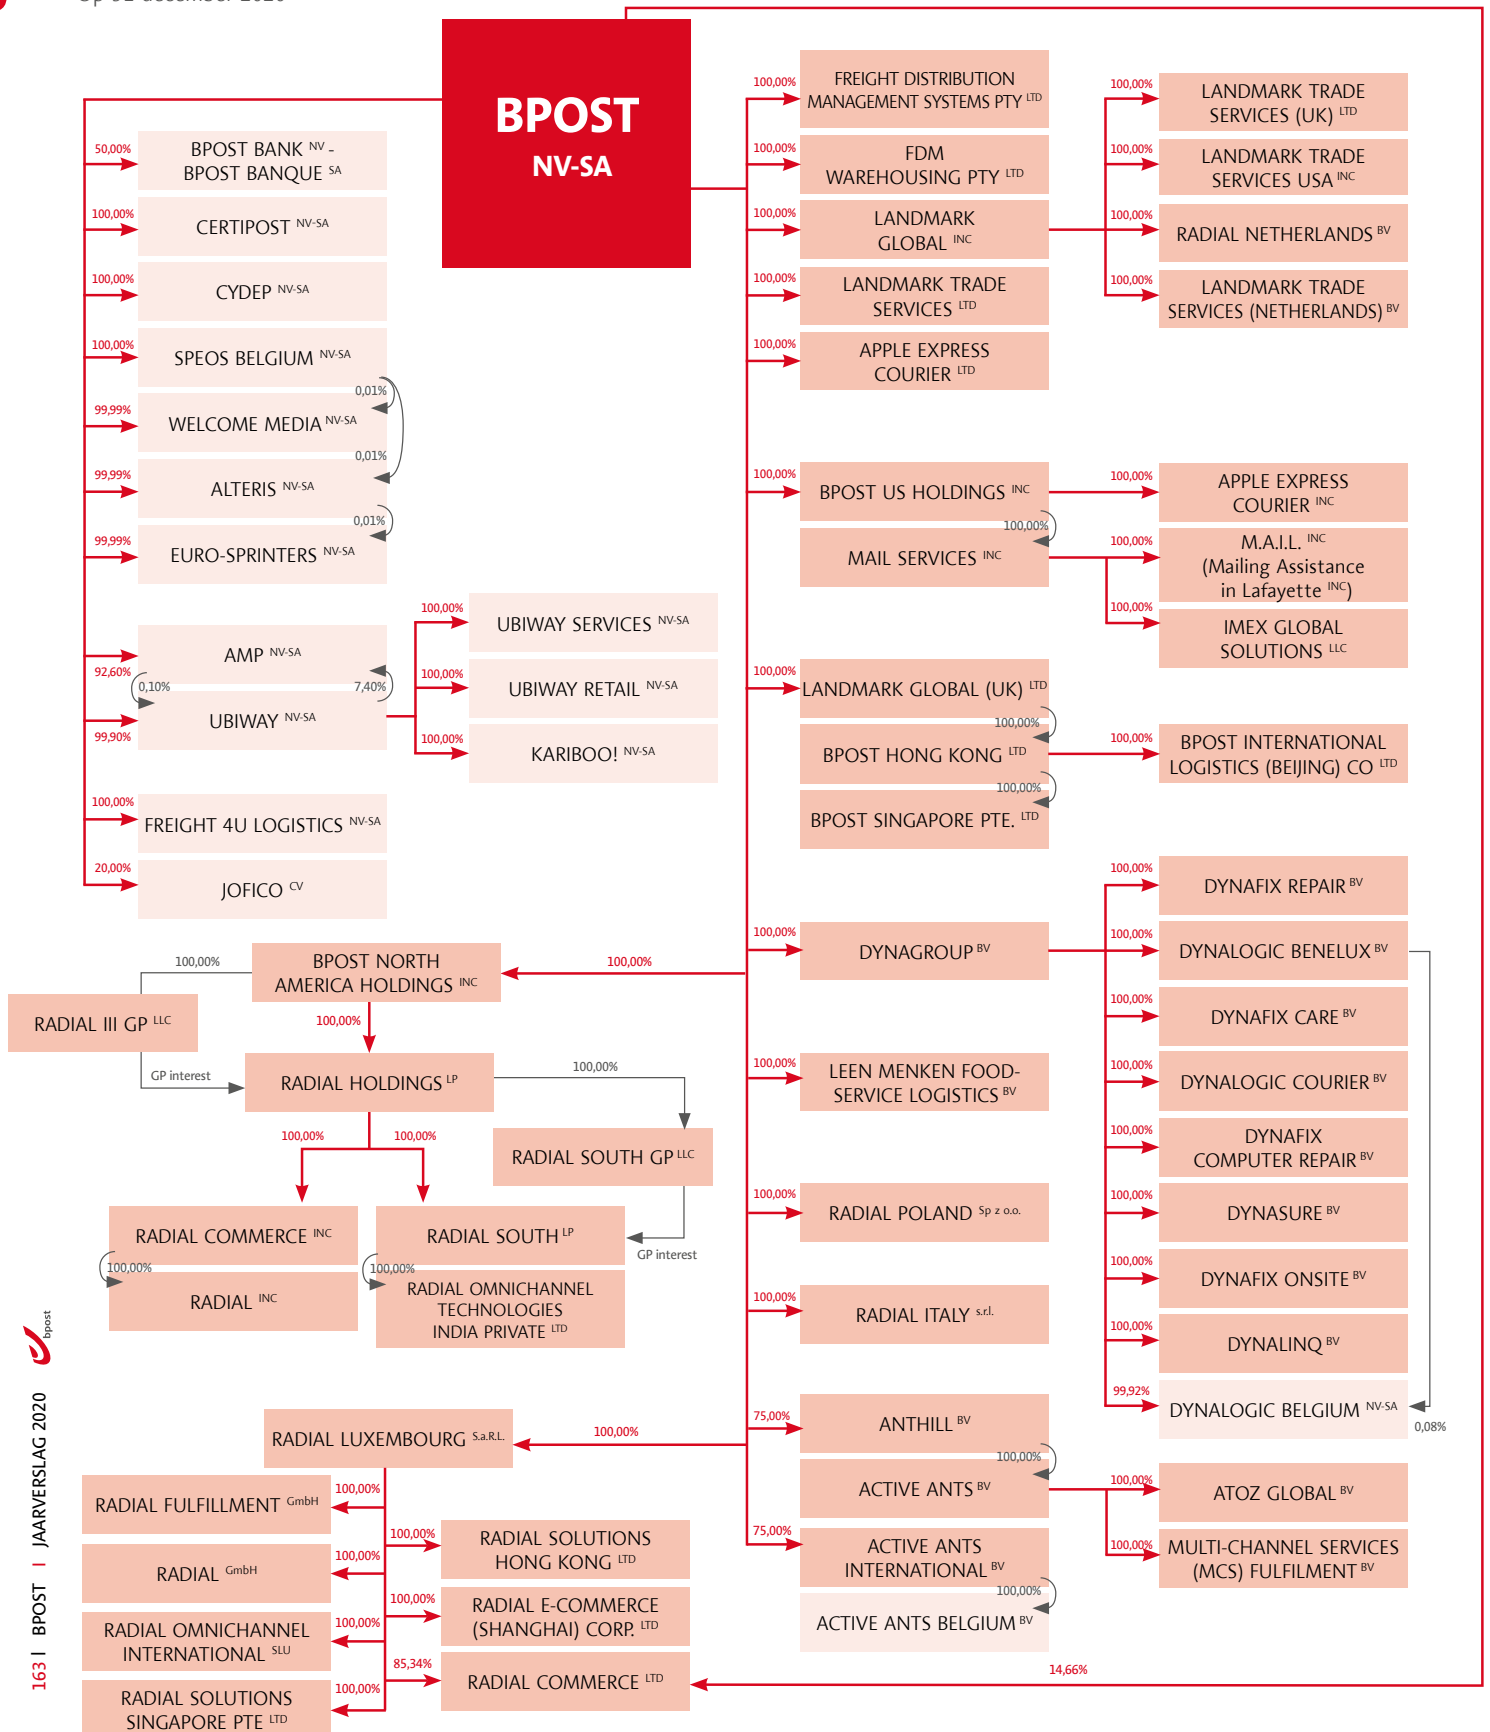 BPOST
NV-SA
50,00%
BPOST BANK NV -
BPOST BANQUE SA
100,00%
CERTIPOST NV-SA
100,00%
CYDEP NV-SA
100,00%
SPEOS BELGIUM NV-SA
0,01%
99,99%
WELCOME MEDIA NV-SA
0,01%
99,99%
ALTERIS NV-SA
0,01%
99,99%
EURO-SPRINTERS NV-SA
AMP NV-SA
92,60%
0,10%
7,40%
UBIWAY NV-SA
99,90%
100,00%
UBIWAY SERVICES NV-SA
100,00%
UBIWAY RETAIL NV-SA
100,00%
KARIBOO! NV-SA
100,00%
FREIGHT 4U LOGISTICS NV-SA
20,00%
JOFICO CV
100,00%
FREIGHT DISTRIBUTION
MANAGEMENT SYSTEMS PTY LTD
100,00%
FDM
WAREHOUSING PTY LTD
100,00%
LANDMARK
GLOBAL INC
100,00%
LANDMARK TRADE
SERVICES LTD
100,00%
APPLE EXPRESS
COURIER LTD
100,00%
LANDMARK TRADE
SERVICES (UK) LTD
100,00%
LANDMARK TRADE
SERVICES USA INC
100,00%
RADIAL NETHERLANDS BV
100,00%
LANDMARK TRADE
SERVICES (NETHERLANDS) BV
100,00%
BPOST US HOLDINGS INC
100,00%
MAIL SERVICES INC
100,00%
APPLE EXPRESS
COURIER INC
100,00%
M.A.I.L. INC
(Mailing Assistance
in Lafayette INC)
100,00%
IMEX GLOBAL
SOLUTIONS LLC
100,00%
LANDMARK GLOBAL (UK) LTD
100,00%
BPOST HONG KONG LTD
100,00%
BPOST SINGAPORE PTE. LTD
100,00%
BPOST INTERNATIONAL
LOGISTICS (BEIJING) CO LTD
100,00%
DYNAGROUP BV
100,00%
DYNAFIX REPAIR BV
100,00%
DYNALOGIC BENELUX BV
100,00%
DYNAFIX CARE BV
100,00%
DYNALOGIC COURIER BV
100,00%
DYNAFIX
COMPUTER REPAIR BV
100,00%
DYNASURE BV
100,00%
DYNAFIX ONSITE BV
100,00%
DYNALINQ BV
99,92%
DYNALOGIC BELGIUM NV-SA
0,08%
100,00%
LEEN MENKEN FOOD-
SERVICE LOGISTICS BV
100,00%
RADIAL POLAND Sp z o.o.
100,00%
RADIAL ITALY s.r.l.
75,00%
ANTHILL BV
100,00%
ACTIVE ANTS BV
100,00%
ATOZ GLOBAL BV
100,00%
MULTI-CHANNEL SERVICES
(MCS) FULFILMENT BV
75,00%
ACTIVE ANTS
INTERNATIONAL BV
100,00%
ACTIVE ANTS BELGIUM BV
100,00%
BPOST NORTH
AMERICA HOLDINGS INC
100,00%
RADIAL III GP LLC
GP interest
100,00%
RADIAL HOLDINGS LP
100,00%
RADIAL SOUTH GP LLC
GP interest
100,00%
100,00%
RADIAL COMMERCE INC
100,00%
RADIAL INC
RADIAL SOUTH LP
100,00%
RADIAL OMNICHANNEL
TECHNOLOGIES
INDIA PRIVATE LTD
100,00%
RADIAL LUXEMBOURG S.a.R.L.
100,00%
RADIAL FULFILLMENT GmbH
100,00%
RADIAL GmbH
100,00%
RADIAL OMNICHANNEL
INTERNATIONAL SLU
100,00%
RADIAL SOLUTIONS
SINGAPORE PTE LTD
100,00%
RADIAL SOLUTIONS
HONG KONG LTD
100,00%
RADIAL E-COMMERCE
(SHANGHAI) CORP. LTD
85,34%
RADIAL COMMERCE LTD
14,66%
bpost
163 I BPOST I JAARVERSLAG 2020